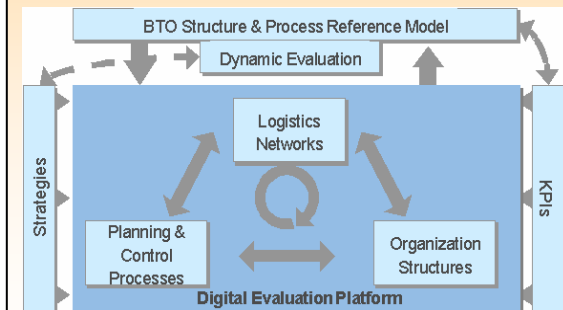 BTO Structure & Process Reference Model
Dynamic Evaluation
Strategies
Logistics
Networks
KPIs
Planning &
Control
Processes
Organization
Structures
Digital Evaluation Platform